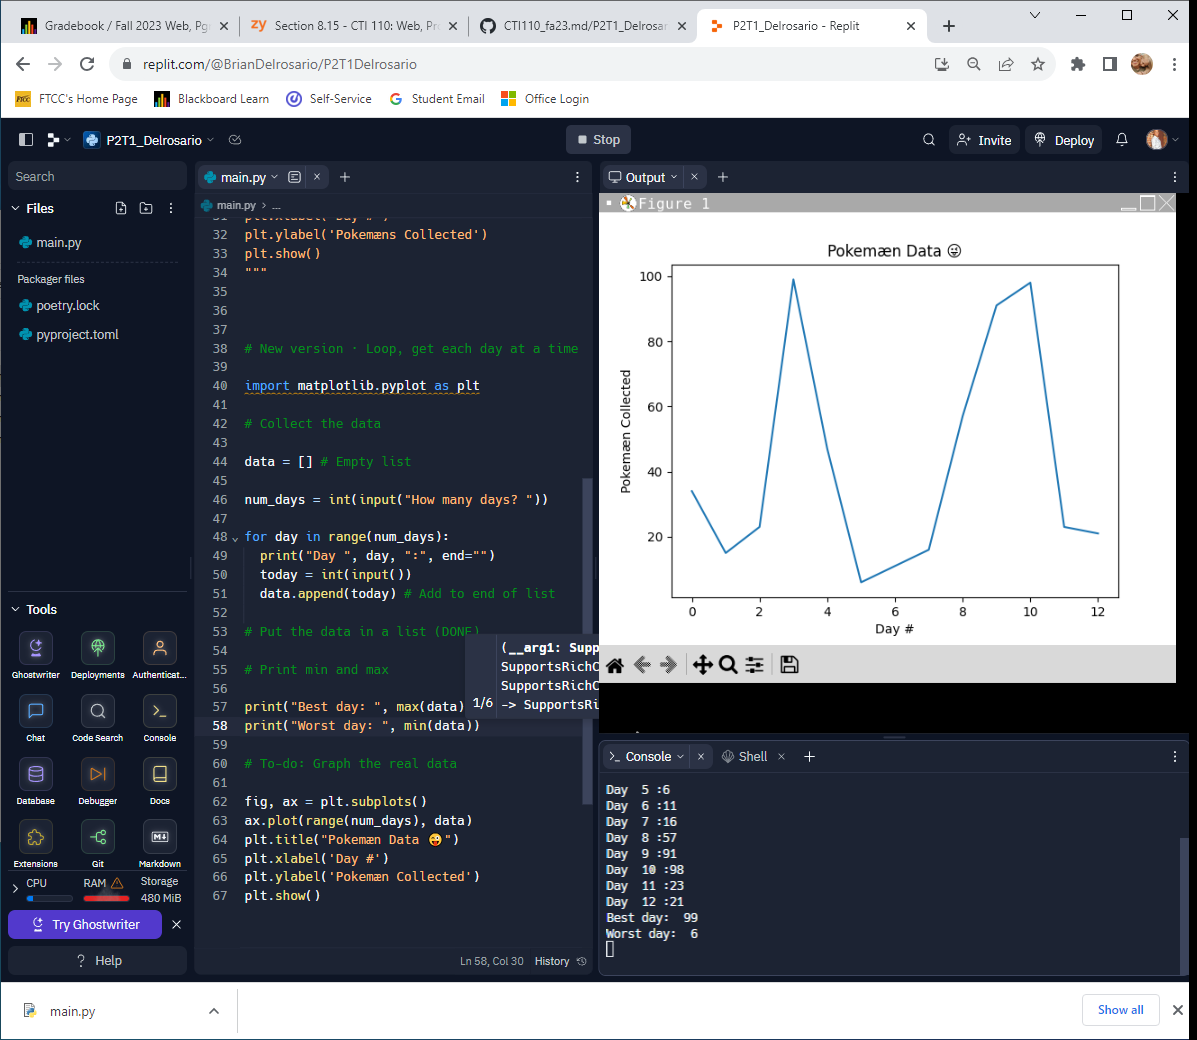 Gradebook / Fall 2023 Web, Pg
Section 8.15 - CTI 110: Web, Pr
CTI110_fa23.md/P2T1_Delrosar
P2T1_Delrosario - Replit
replit.com/@BrianDelrosario/P2T1Delrosario
FTCC's Home Page
Blackboard Learn
Self-Service
Student Email
Office Login
P2T1_Delrosario
Stop
Invite
Deploy
Search
Files
main.py
Packager files
poetry.lock
pyproject.toml
Tools
Ghostwriter
Deployments
Authenticat...
Chat
Code Search
Console
Database
Debugger
Docs
Extensions
Git
Markdown
CPU
RAM
Storage
480 MiB
Try Ghostwriter
Help
main.py
main.py > ...
31 plt.xlabel('Day #')
32 plt.ylabel('Pokemæns Collected')
33 plt.show()
34 """
35
36
37
38 # New version - Loop, get each day at a time
39
40 import matplotlib.pyplot as plt
41
42 # Collect the data
43
44 data = [] # Empty list
45
46 num_days = int(input("How many days? "))
47
48 for day in range(num_days):
49 print("Day ", day, ":", end="")
50 today = int(input())
51 data.append(today) # Add to end of list
52
53 # Put the data in a list (DONE)
54
55 # Print min and max
56
57 print("Best day: ", max(data)
58 print("Worst day: ", min(data))
59
60 # To-do: Graph the real data
61
62 fig, ax = plt.subplots()
63 ax.plot(range(num_days), data)
64 plt.title("Pokemæn Data 😜")
65 plt.xlabel('Day #')
66 plt.ylabel('Pokemæn Collected')
67 plt.show()
1/6
(__arg1: Supp
SupportsRichC
SupportsRichC
-> SupportsRi
Ln 58, Col 30
History
Output
Figure 1
Pokemæn Data 😜
Pokemæn Collected
100
80
60
40
20
0 2 4 6 8 10 12
Day #
Console
Shell
Day 5 :6
Day 6 :11
Day 7 :16
Day 8 :57
Day 9 :91
Day 10 :98
Day 11 :23
Day 12 :21
Best day: 99
Worst day: 6
main.py
Show all